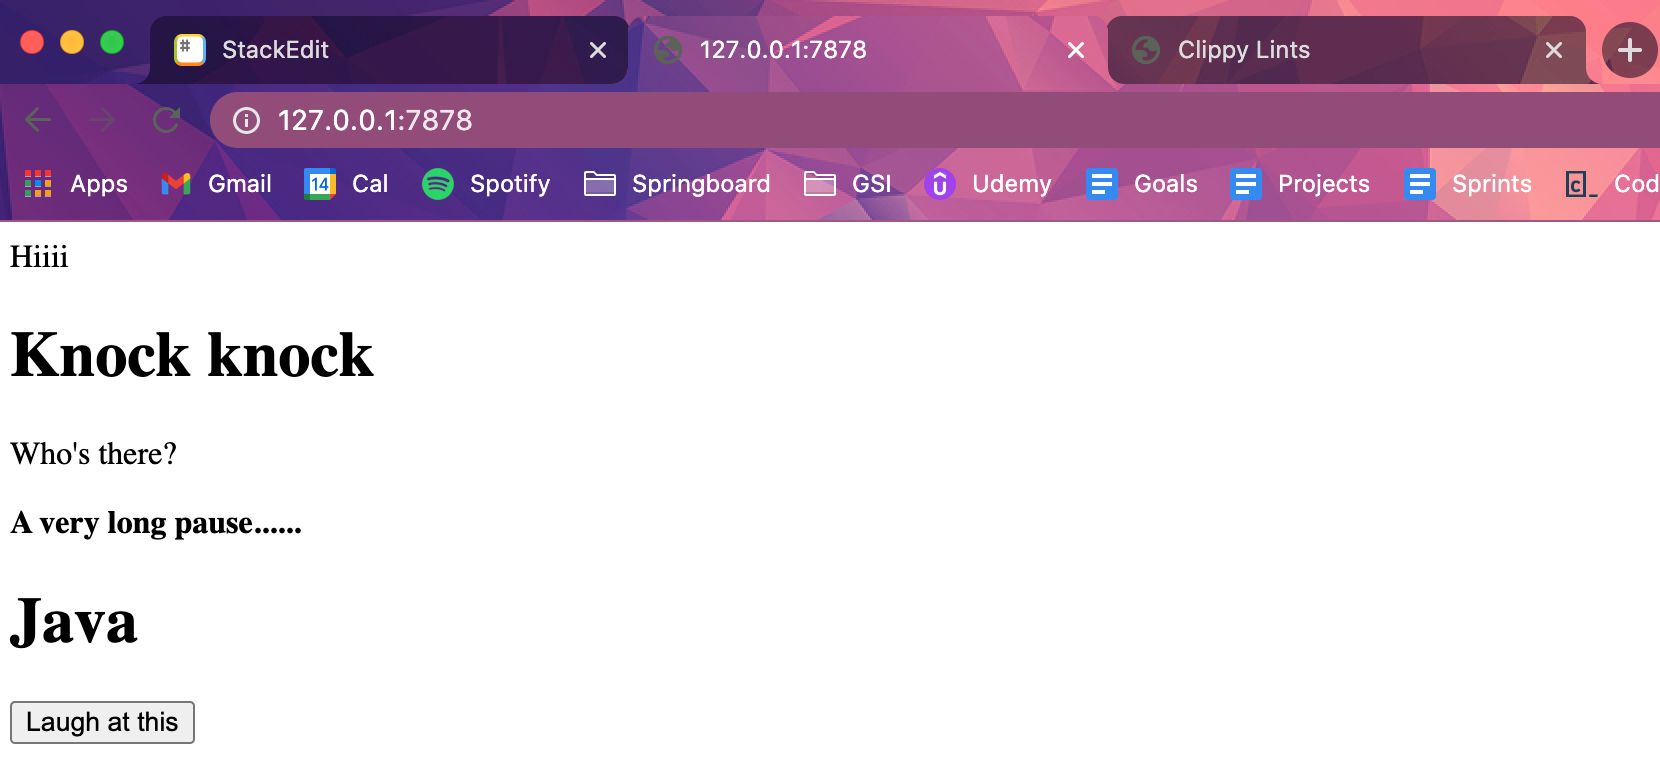 StackEdit
127.0.0.1:7878
Clippy Lints
127.0.0.1:7878
Apps
Gmail
14
Cal
Spotify
Springboard
GSI
Udemy
Goals
Projects
Sprints
Cod
Hiiii
Knock knock
Who's there?
A very long pause......
Java
Laugh at this